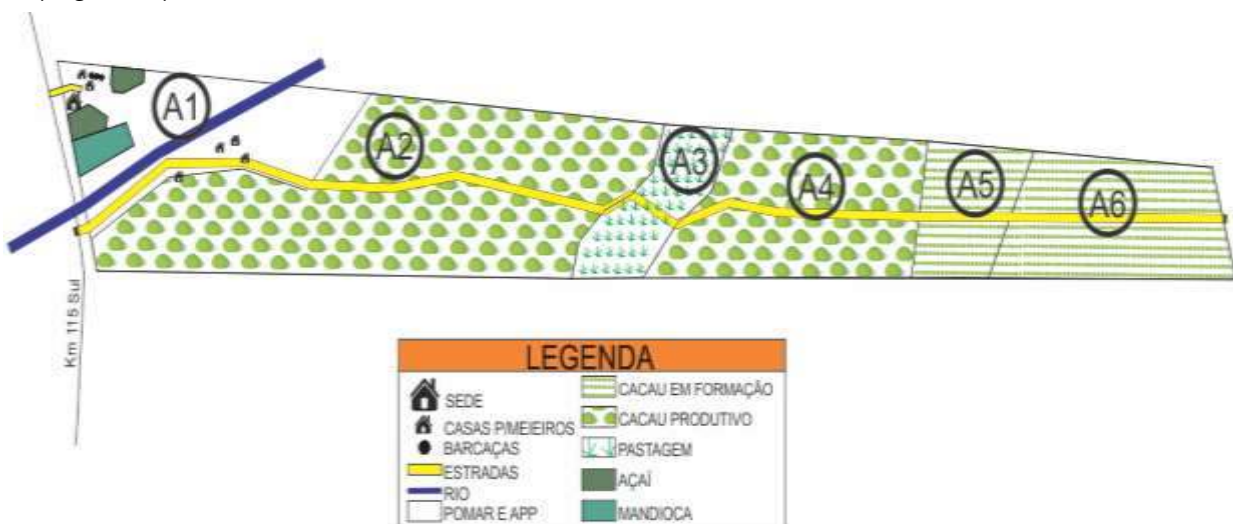 A1
A2
A3
A4
A5
A6
Km 115 Sul
LEGENDA
SEDE
CASAS P/MEIEIROS
BARCAÇAS
ESTRADAS
RIO
POMAR E APP
CACAU EM FORMAÇÃO
CACAU PRODUTIVO
PASTAGEM
AÇAÍ
MANDIOCA